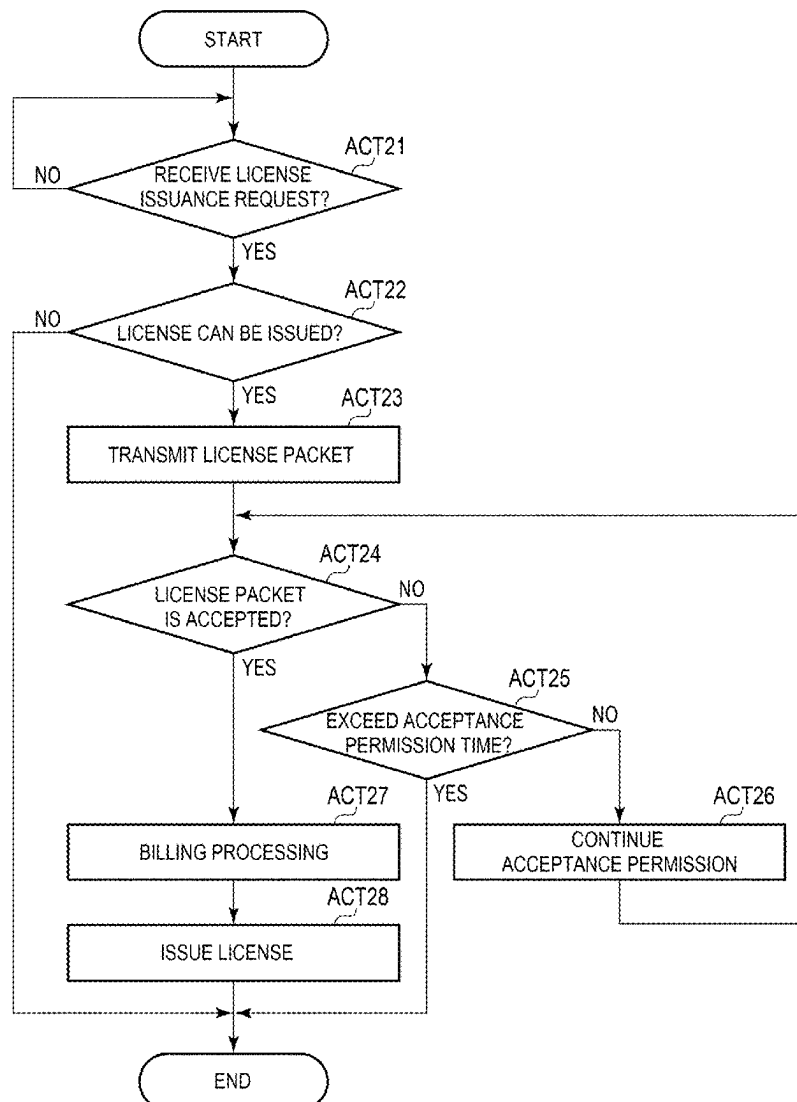 START
ACT21
NO
RECEIVE LICENSE
ISSUANCE REQUEST?
YES
ACT22
NO
LICENSE CAN BE ISSUED?
YES
ACT23
TRANSMIT LICENSE PACKET
ACT24
NO
LICENSE PACKET
IS ACCEPTED?
YES
ACT25
EXCEED ACCEPTANCE
PERMISSION TIME?
NO
YES
ACT27
BILLING PROCESSING
ACT26
CONTINUE
ACCEPTANCE PERMISSION
ACT28
ISSUE LICENSE
END